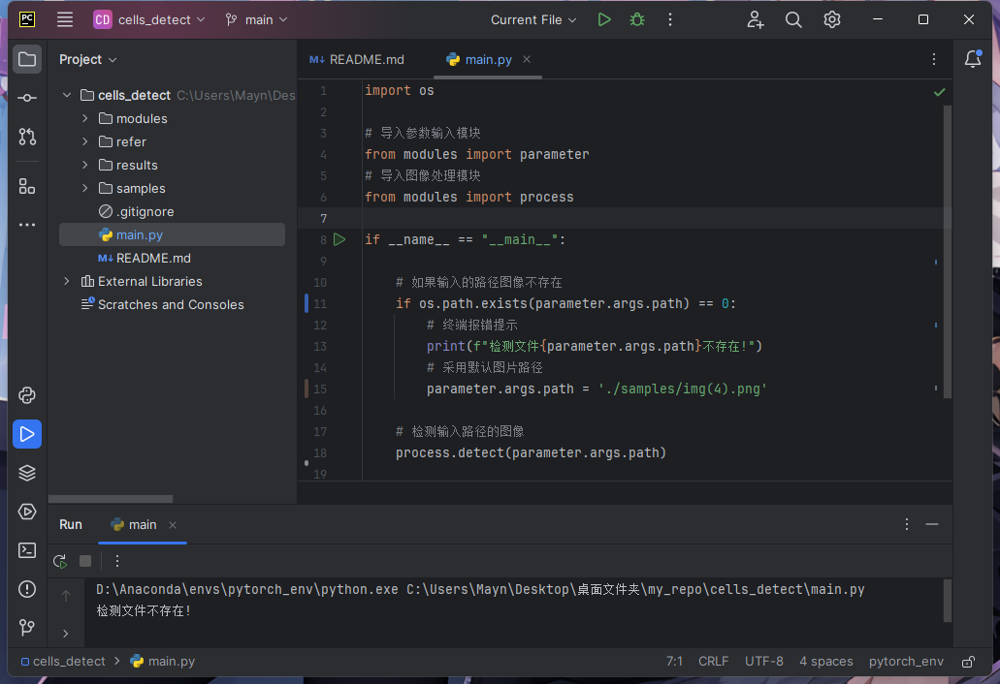 PC
CD cells_detect main Current File
Project
README.md main.py
cells_detect C:\Users\Mayn\Des
modules
refer
results
samples
.gitignore
main.py
README.md
External Libraries
Scratches and Consoles
1 import os
2
3 # 导入参数输入模块
4 from modules import parameter
5 # 导入图像处理模块
6 from modules import process
7
8 if __name__ == "__main__":
9
10 # 如果输入的路径图像不存在
11 if os.path.exists(parameter.args.path) == 0:
12 # 终端报错提示
13 print(f"检测文件{parameter.args.path}不存在!")
14 # 采用默认图片路径
15 parameter.args.path = './samples/img(4).png'
16
17 # 检测输入路径的图像
18 process.detect(parameter.args.path)
19
Run main
D:\Anaconda\envs\pytorch_env\python.exe C:\Users\Mayn\Desktop\桌面文件夹\my_repo\cells_detect\main.py
检测文件不存在!
cells_detect main.py 7:1 CRLF UTF-8 4 spaces pytorch_env